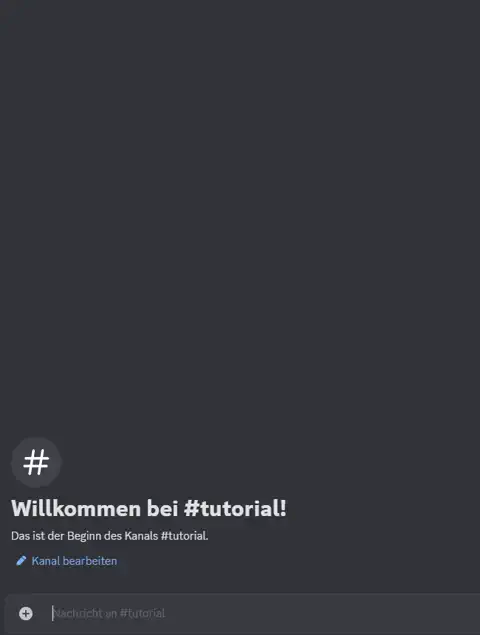 #
Willkommen bei #tutorial!
Das ist der Beginn des Kanals #tutorial.
Kanal bearbeiten
Nachricht an #tutorial